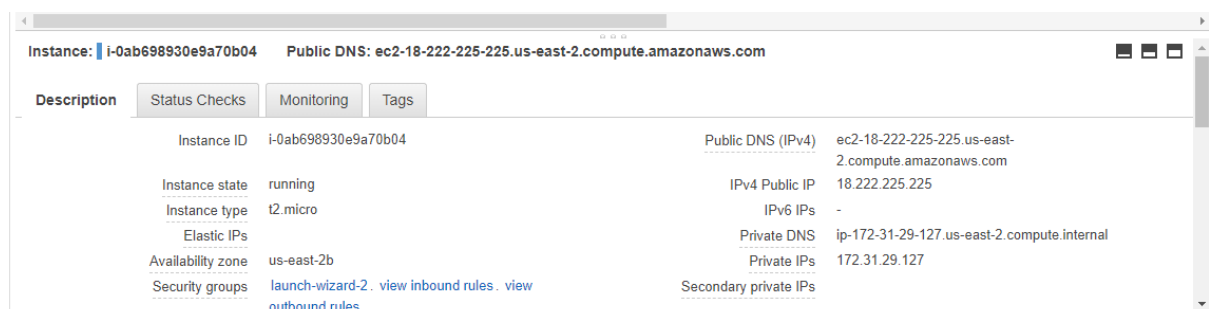 Instance: i-0ab698930e9a70b04 Public DNS: ec2-18-222-225-225.us-east-2.compute.amazonaws.com
Description Status Checks Monitoring Tags
Instance ID i-0ab698930e9a70b04 Public DNS (IPv4) ec2-18-222-225-225.us-east-
2.compute.amazonaws.com
Instance state running IPv4 Public IP 18.222.225.225
Instance type t2.micro IPv6 IPs -
Elastic IPs Private DNS ip-172-31-29-127.us-east-2.compute.internal
Availability zone us-east-2b Private IPs 172.31.29.127
Security groups launch-wizard-2. view inbound rules. view Secondary private IPs
outbound rules